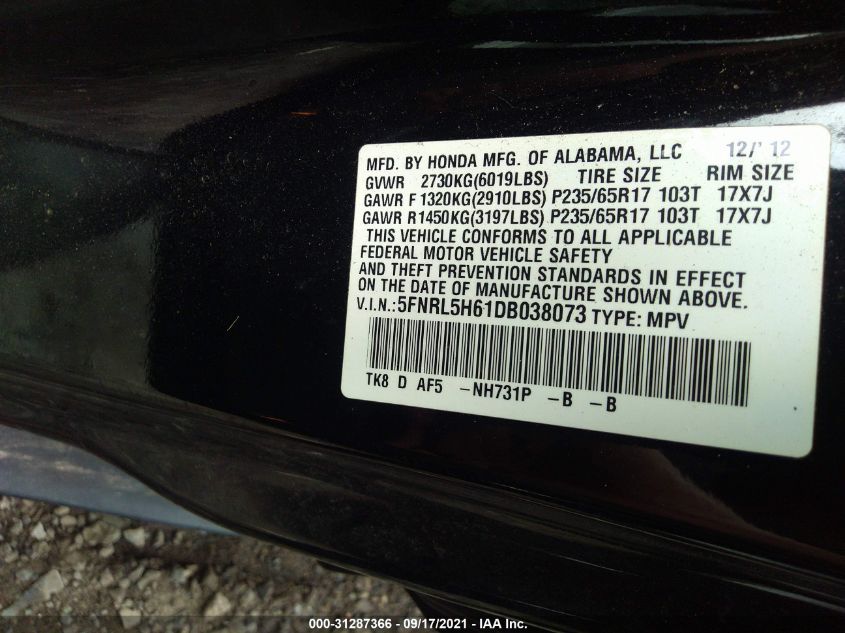 MFD. BY HONDA MFG. OF ALABAMA, LLC 12/' 12
GVWR 2730KG(6019LBS) TIRE SIZE RIM SIZE
GAWR F 1320KG(2910LBS) P235/65R17 103T 17X7J
GAWR R1450KG(3197LBS) P235/65R17 103T 17X7J
THIS VEHICLE CONFORMS TO ALL APPLICABLE
FEDERAL MOTOR VEHICLE SAFETY
AND THEFT PREVENTION STANDARDS IN EFFECT
ON THE DATE OF MANUFACTURE SHOWN ABOVE.
V.I.N.:5FNRL5H61DB038073 TYPE: MPV
TK8 D AF5 -NH731P -B -B
000-31287366 - 09/17/2021 - IAA Inc.